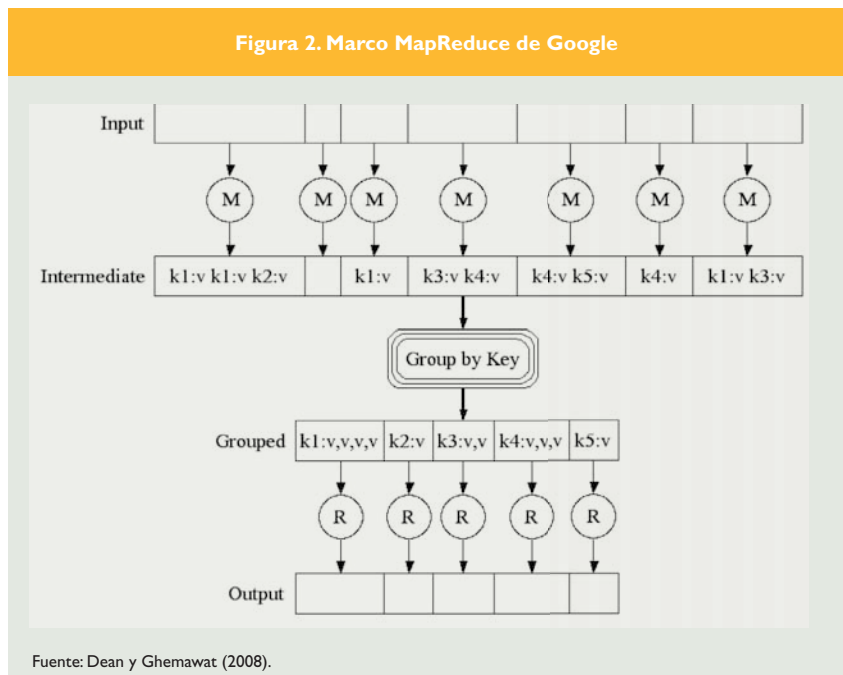 Figura 2. Marco MapReduce de Google
Input
M M M M M M M
Intermediate k1:v k1:v k2:v k1:v k3:v k4:v k4:v k5:v k4:v k1:v k3:v
Group by Key
Grouped k1:v,v,v,v k2:v k3:v,v k4:v,v,v k5:v
R R R R R
Output
Fuente: Dean y Ghemawat (2008).